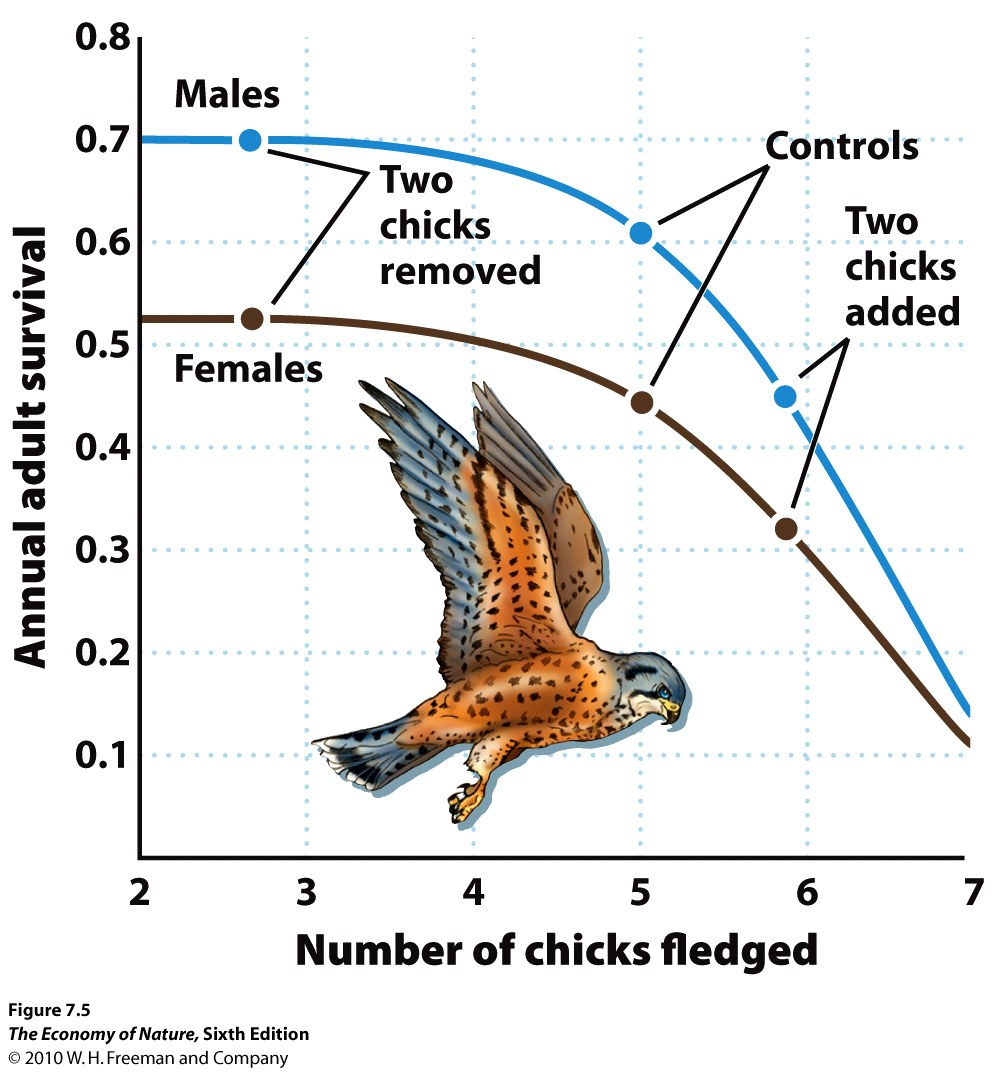 0.8
0.7
0.6
0.5
0.4
0.3
0.2
0.1
Annual adult survival
Males
Two
chicks
removed
Females
Controls
Two
chicks
added
2 3 4 5 6 7
Number of chicks fledged
Figure 7.5
The Economy of Nature, Sixth Edition
© 2010 W. H. Freeman and Company